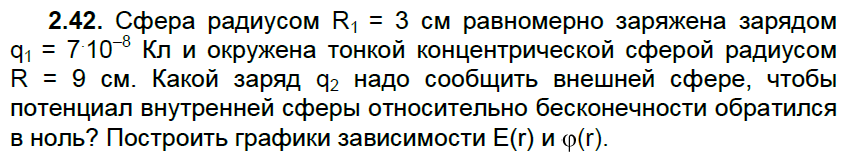 2.42. Сфера радиусом R₁ = 3 см равномерно заряжена зарядом
q₁ = 7·10⁻⁸ Кл и окружена тонкой концентрической сферой радиусом
R = 9 см. Какой заряд q₂ надо сообщить внешней сфере, чтобы
потенциал внутренней сферы относительно бесконечности обратился
в ноль? Построить графики зависимости E(r) и φ(r).